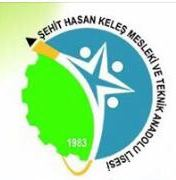 ŞEHİT HASAN KELEŞ MESLEKİ VE TEKNİK ANADOLU LİSESİ
1983